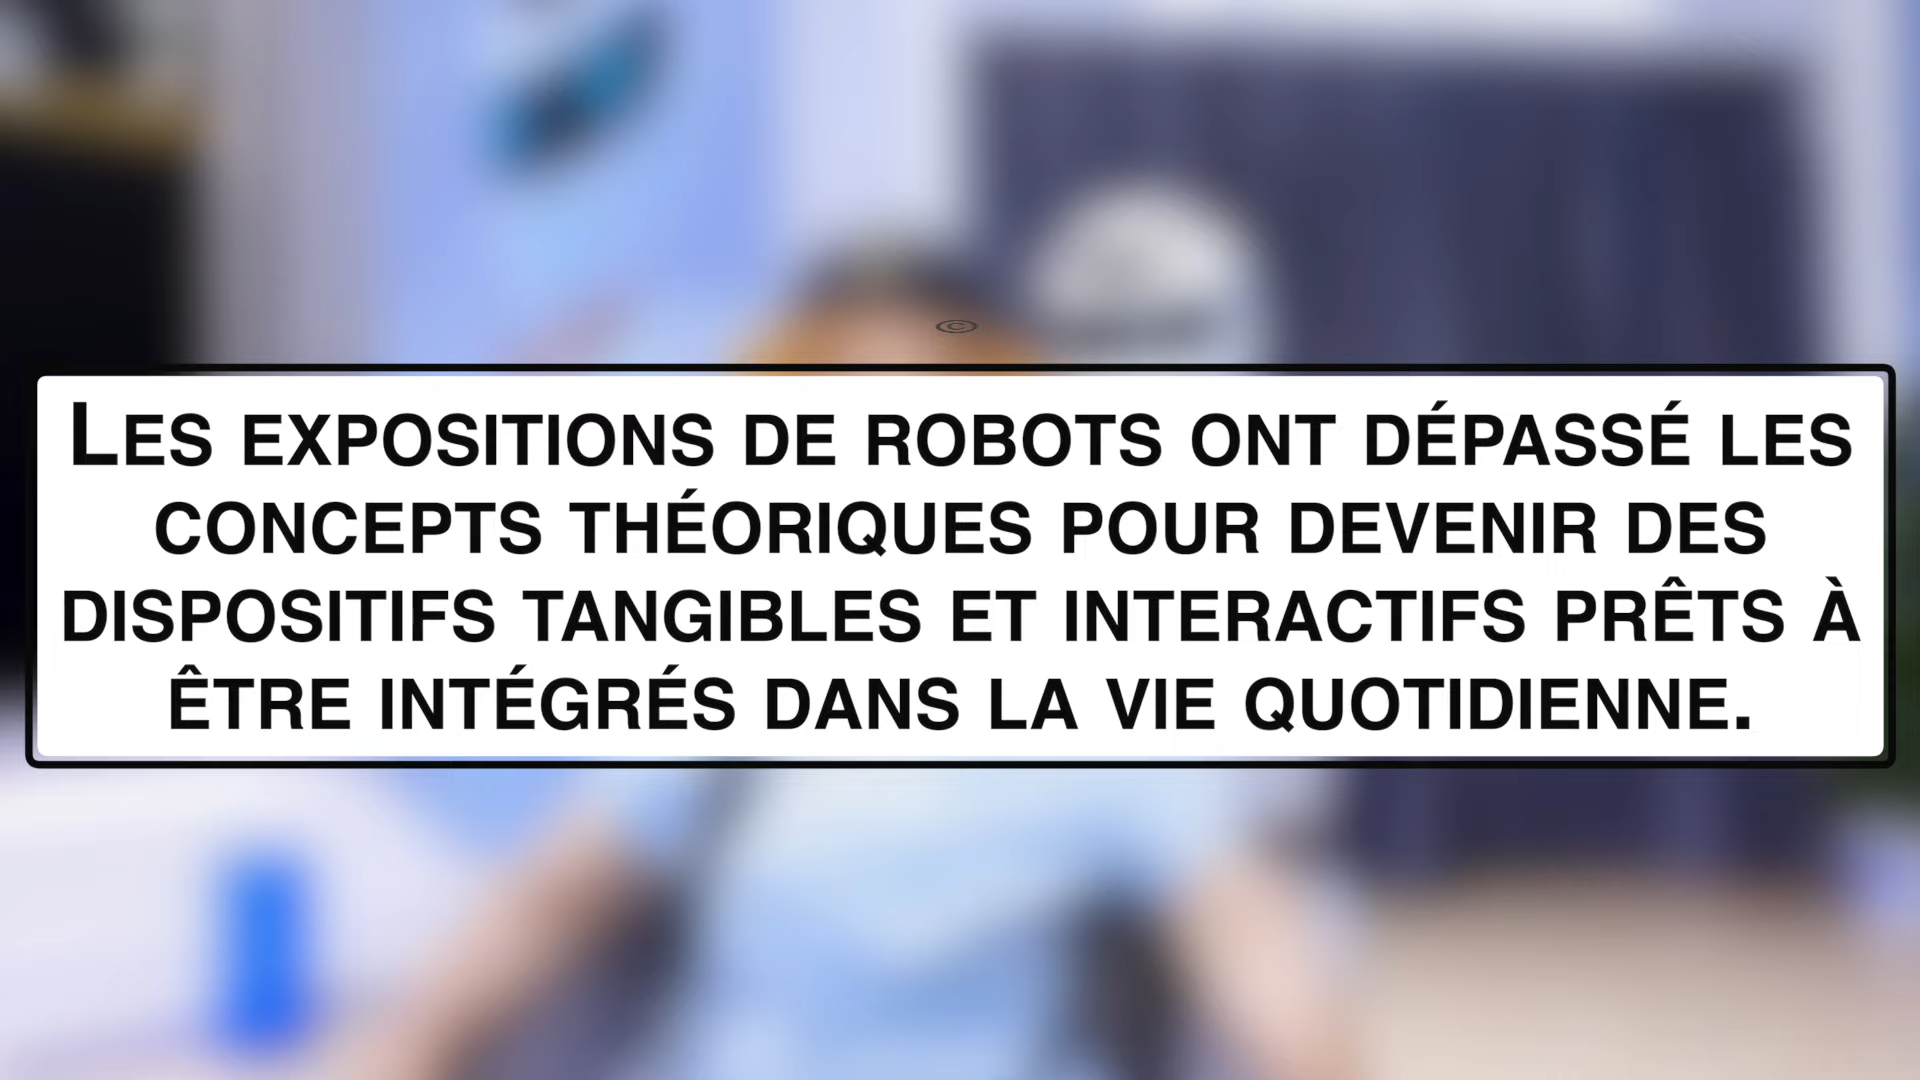 ©
LES EXPOSITIONS DE ROBOTS ONT DÉPASSÉ LES
CONCEPTS THÉORIQUES POUR DEVENIR DES
DISPOSITIFS TANGIBLES ET INTERACTIFS PRÊTS À
ÊTRE INTÉGRÉS DANS LA VIE QUOTIDIENNE.